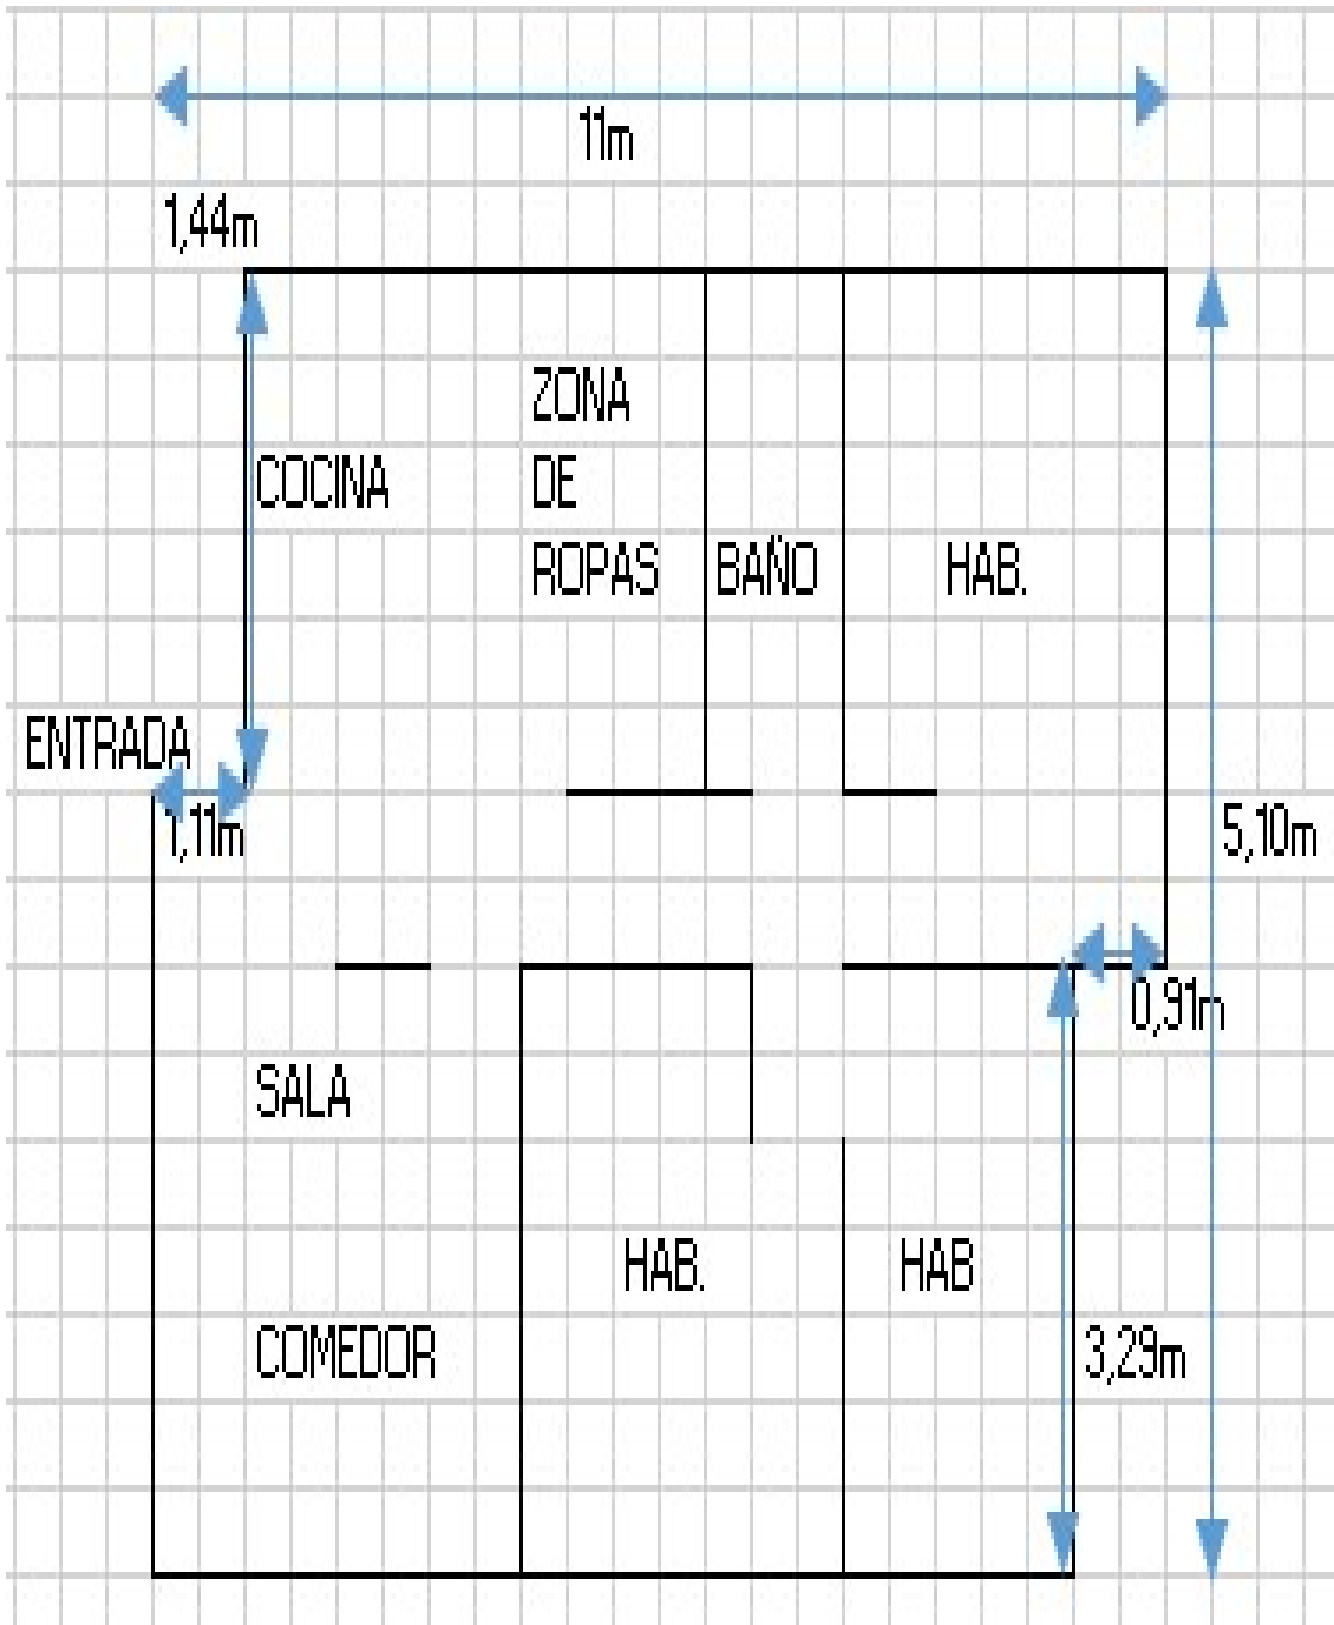 11m
1,44m
ZONA
DE
ROPAS
COCINA
BAÑO
HAB.
ENTRADA
1,11m
5,10m
0,91m
SALA
HAB.
HAB
COMEDOR
3,29m